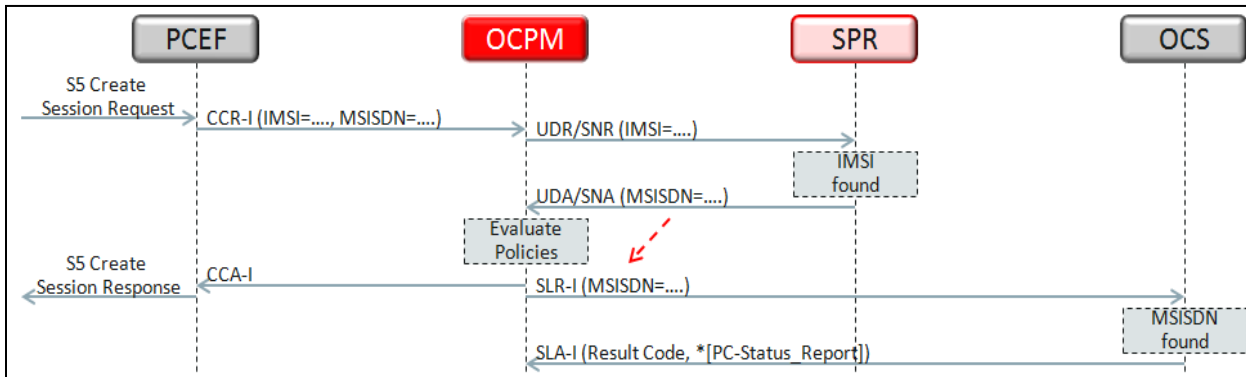 PCEF
OCPM
SPR
OCS
S5 Create
Session Request
CCR-I (IMSI=...., MSISDN=....)
UDR/SNR (IMSI=....)
IMSI
found
UDA/SNA (MSISDN=....)
Evaluate
Policies
S5 Create
Session Response
CCA-I
SLR-I (MSISDN=....)
MSISDN
found
SLA-I (Result Code, *[PC-Status_Report])